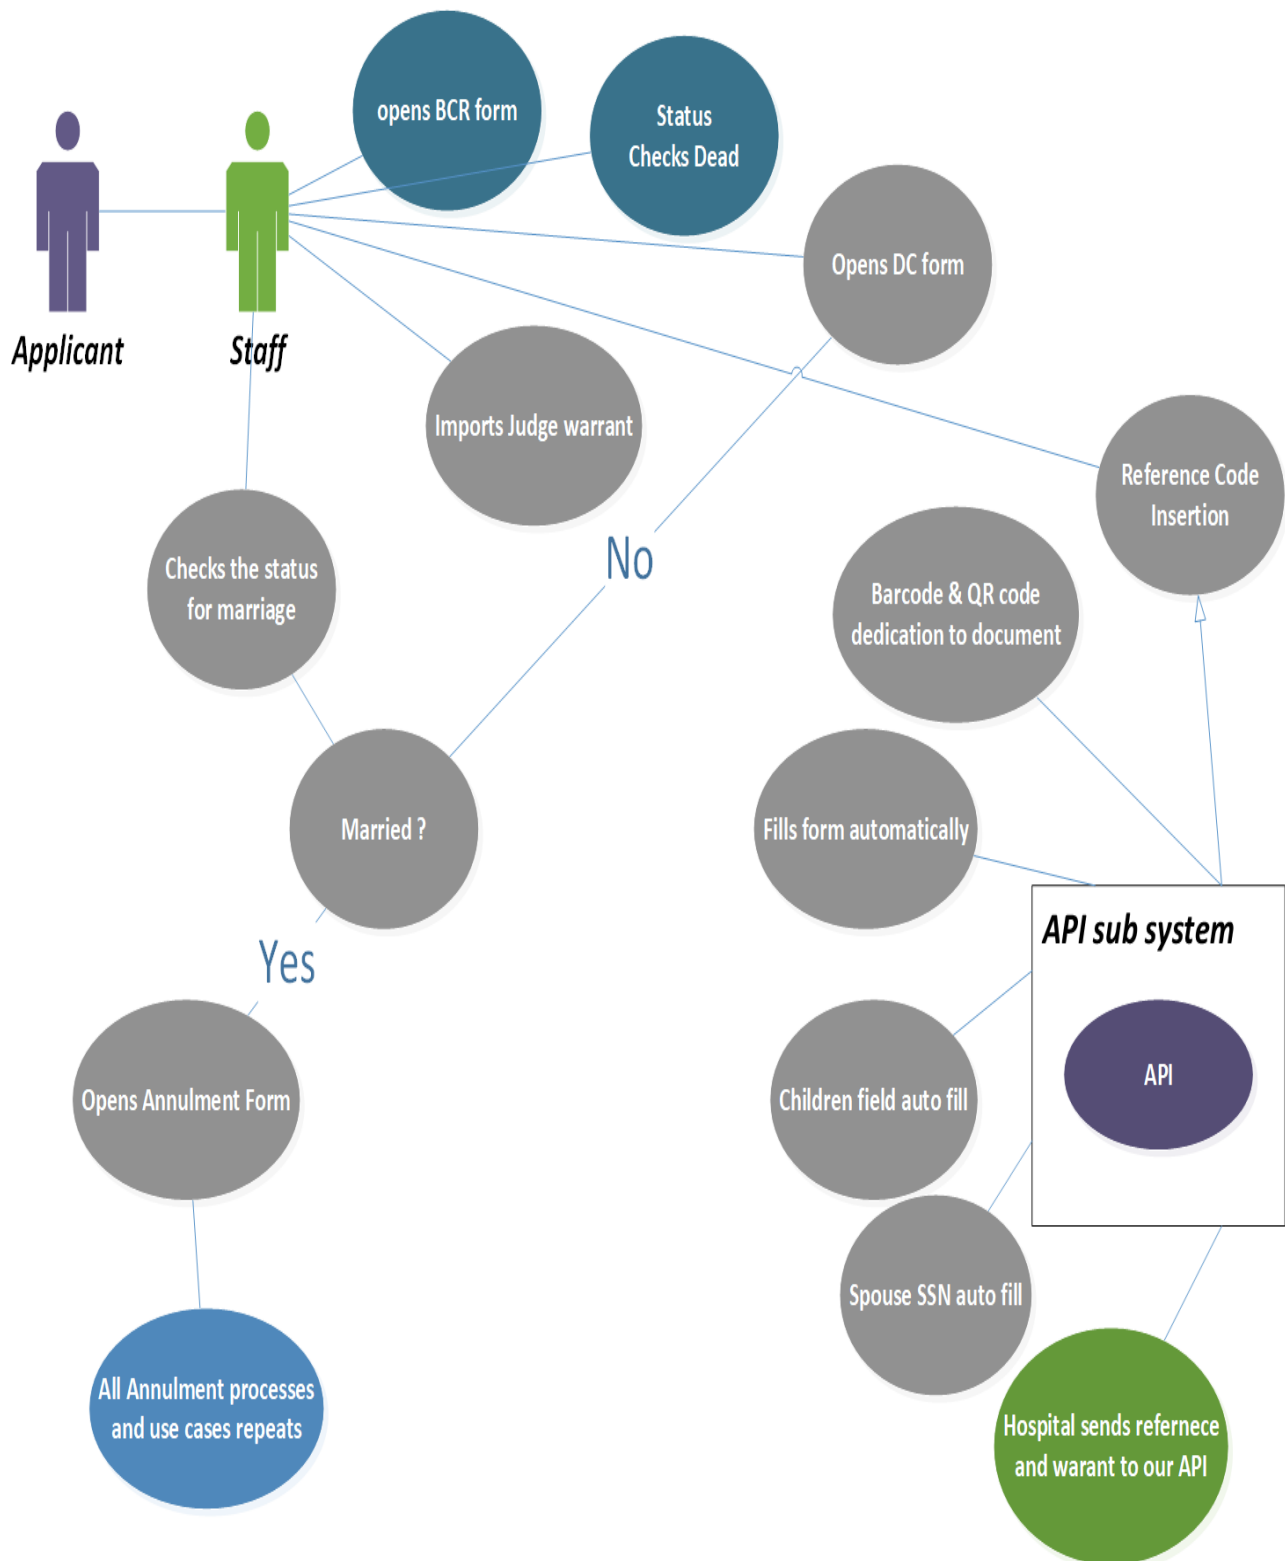 opens BCR form
Status
Checks Dead
Opens DC form
Applicant
Staff
Imports Judge warrant
Reference Code
Insertion
No
Checks the status
for marriage
Barcode & QR code
dedication to document
Married ?
Fills form automatically
API sub system
Yes
API
Opens Annulment Form
Children field auto fill
Spouse SSN auto fill
All Annulment processes
and use cases repeats
Hospital sends refernece
and warant to our API